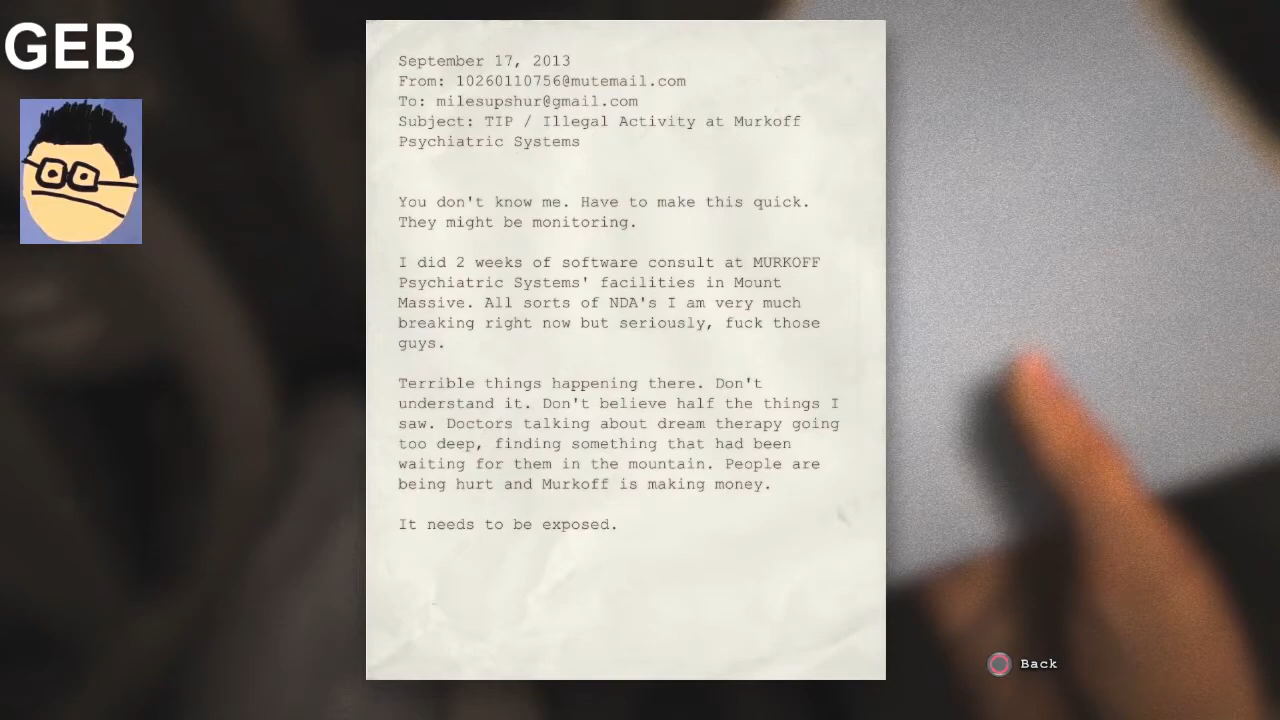 GEB
September 17, 2013
From: 10260110756@mutemail.com
To: milesupshur@gmail.com
Subject: TIP / Illegal Activity at Murkoff
Psychiatric Systems
You don't know me. Have to make this quick.
They might be monitoring.
I did 2 weeks of software consult at MURKOFF
Psychiatric Systems' facilities in Mount
Massive. All sorts of NDA's I am very much
breaking right now but seriously, fuck those
guys.
Terrible things happening there. Don't
understand it. Don't believe half the things I
saw. Doctors talking about dream therapy going
too deep, finding something that had been
waiting for them in the mountain. People are
being hurt and Murkoff is making money.
It needs to be exposed.
Back